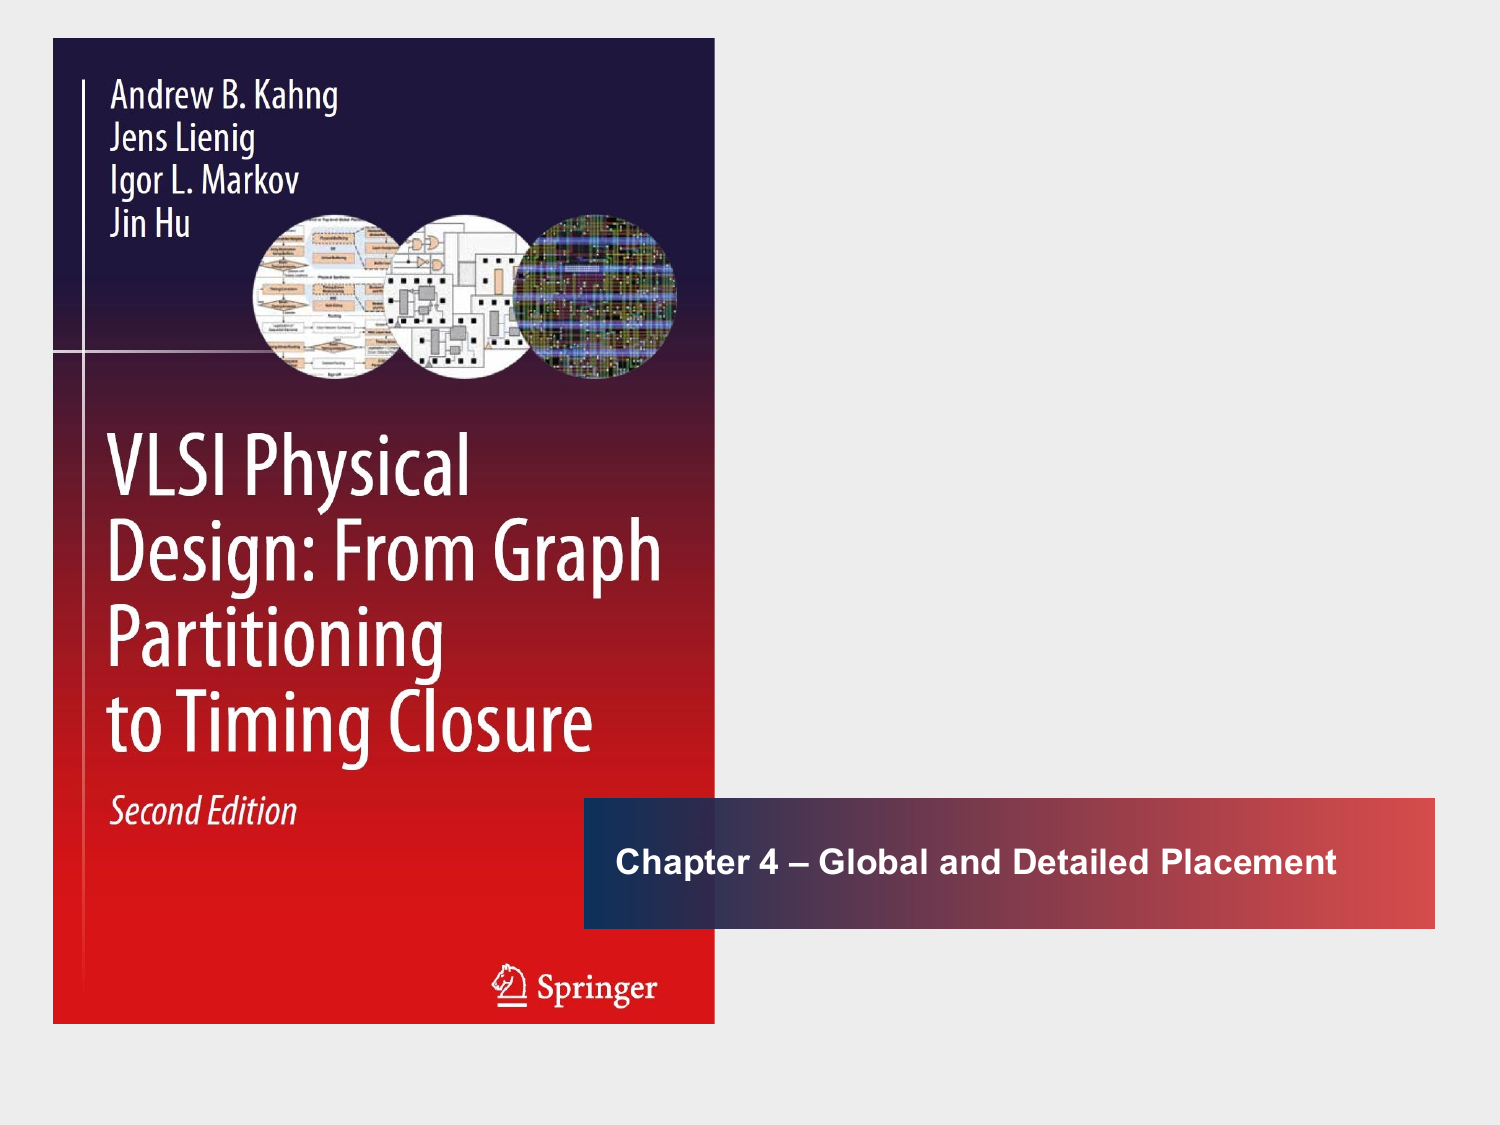 Andrew B. Kahng
Jens Lienig
Igor L. Markov
Jin Hu
VLSI Physical
Design: From Graph
Partitioning
to Timing Closure
Second Edition
Chapter 4 – Global and Detailed Placement
Springer